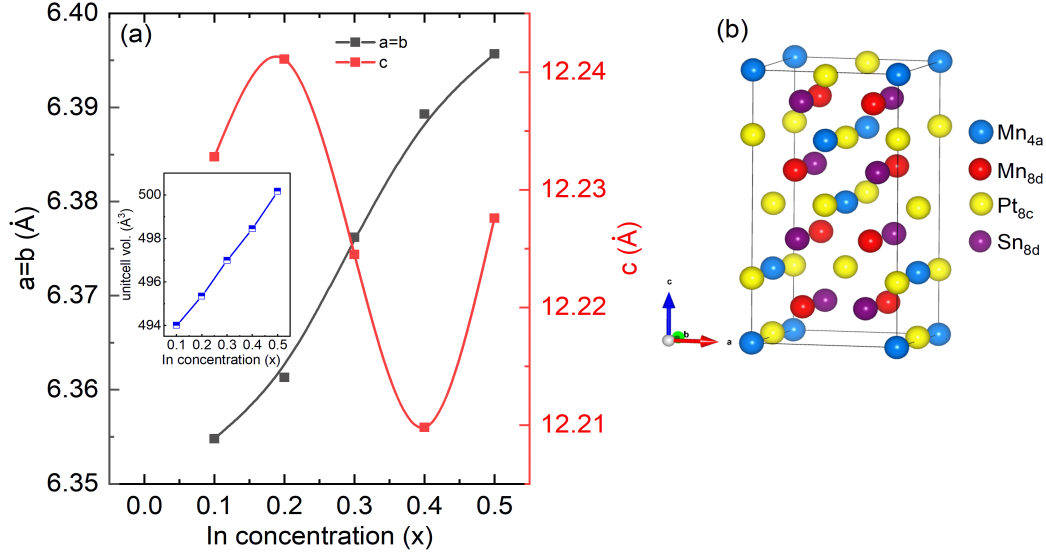 (a)
a=b
c
6.40
6.39
6.38
6.37
6.36
6.35
a=b (Å)
12.24
12.23
12.22
12.21
c (Å)
0.0 0.1 0.2 0.3 0.4 0.5
In concentration (x)
500
498
496
494
unitcell vol. (Å³)
0.1 0.2 0.3 0.4 0.5
In concentration (x)
(b)
Mn4a
Mn8d
Pt8c
Sn8d
c
b
a